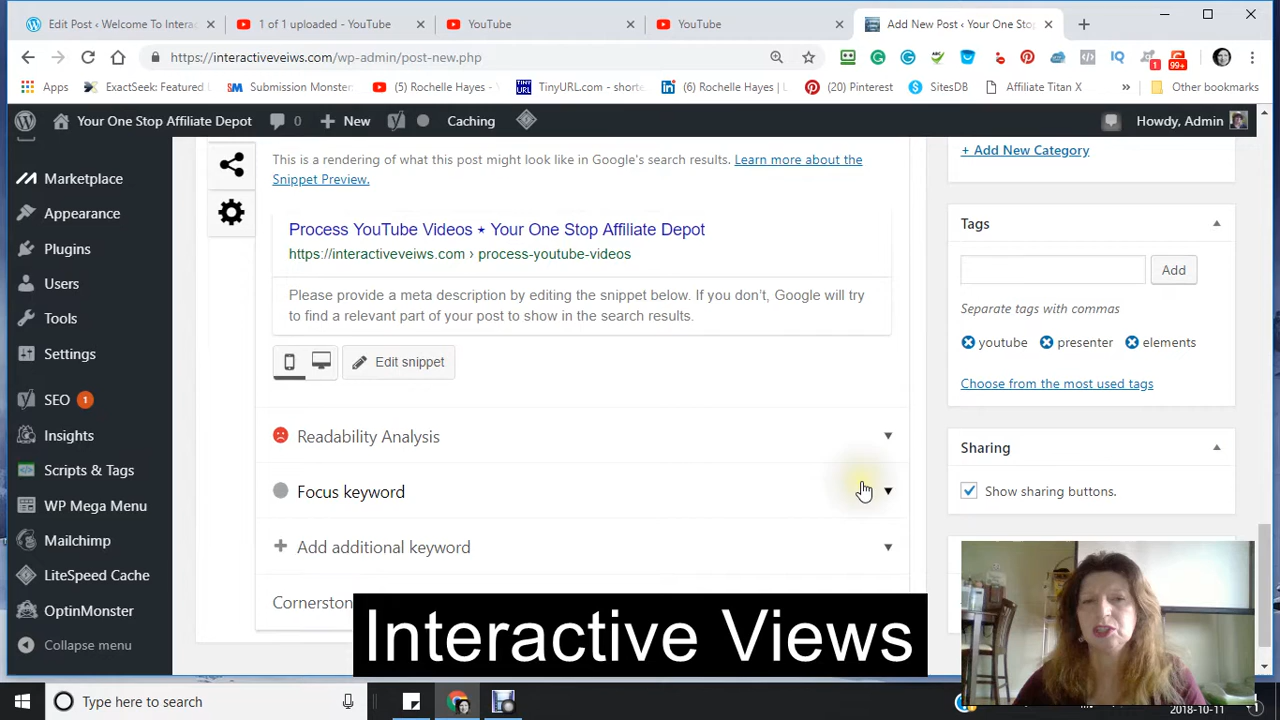 Edit Post ‹ Welcome To Interac
1 of 1 uploaded - YouTube
YouTube
YouTube
Add New Post ‹ Your One Stop
https://interactiveveiws.com/wp-admin/post-new.php
Apps
ExactSeek: Featured L
Submission Monster
(5) Rochelle Hayes - Y
TinyURL.com - shorte
(6) Rochelle Hayes |
(20) Pinterest
SitesDB
Affiliate Titan X
»
Other bookmarks
Your One Stop Affiliate Depot
0
New
Caching
Howdy, Admin
Marketplace
Appearance
Plugins
Users
Tools
Settings
SEO 1
Insights
Scripts & Tags
WP Mega Menu
Mailchimp
LiteSpeed Cache
OptinMonster
Collapse menu
This is a rendering of what this post might look like in Google's search results. Learn more about the
Snippet Preview.
Process YouTube Videos ⋆ Your One Stop Affiliate Depot
https://interactiveveiws.com › process-youtube-videos
Please provide a meta description by editing the snippet below. If you don't, Google will try
to find a relevant part of your post to show in the search results.
Edit snippet
Readability Analysis
Focus keyword
Add additional keyword
Cornerston
+ Add New Category
Tags
Add
Separate tags with commas
youtube
presenter
elements
Choose from the most used tags
Sharing
Show sharing buttons.
Interactive Views
Type here to search
2018-10-11